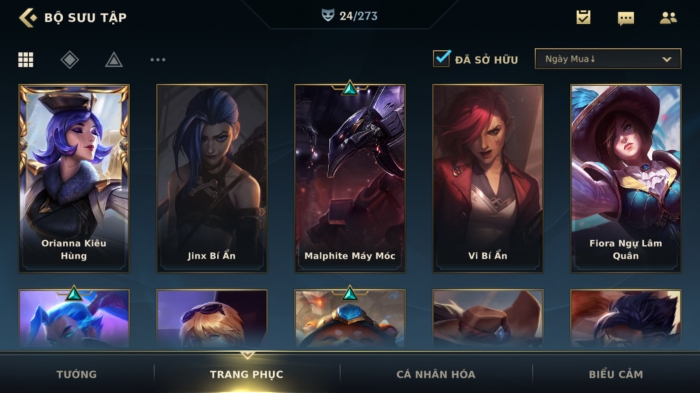 BỘ SƯU TẬP
24/273
ĐÃ SỞ HỮU
Ngày Mua↓
Orianna Kiêu
Hùng
Jinx Bí Ẩn
Malphite Máy Móc
Vi Bí Ẩn
Fiora Ngự Lâm
Quân
TƯỚNG
TRANG PHỤC
CÁ NHÂN HÓA
BIỂU CẢM